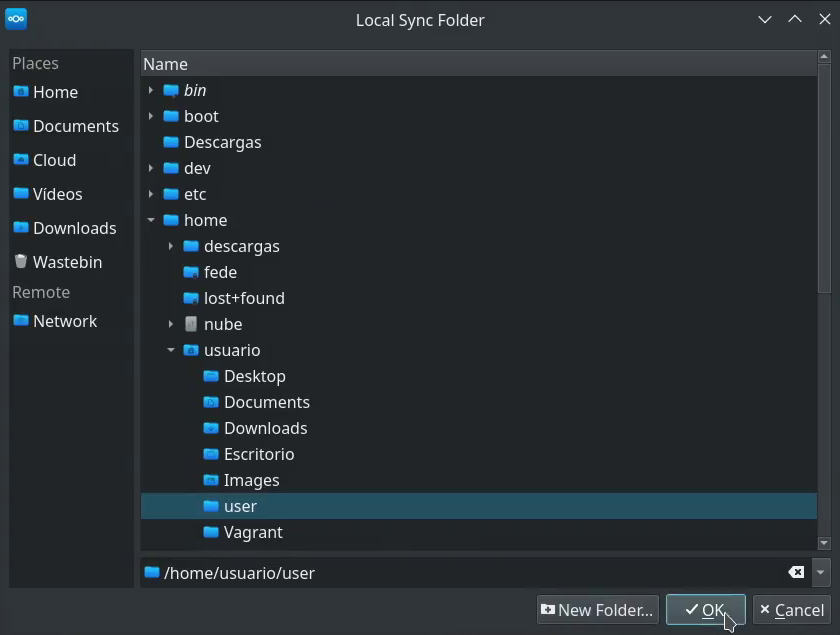 Local Sync Folder
Places
Home
Documents
Cloud
Vídeos
Downloads
Wastebin
Remote
Network
Name
bin
boot
Descargas
dev
etc
home
descargas
fede
lost+found
nube
usuario
Desktop
Documents
Downloads
Escritorio
Images
user
Vagrant
/home/usuario/user
New Folder...
OK
Cancel